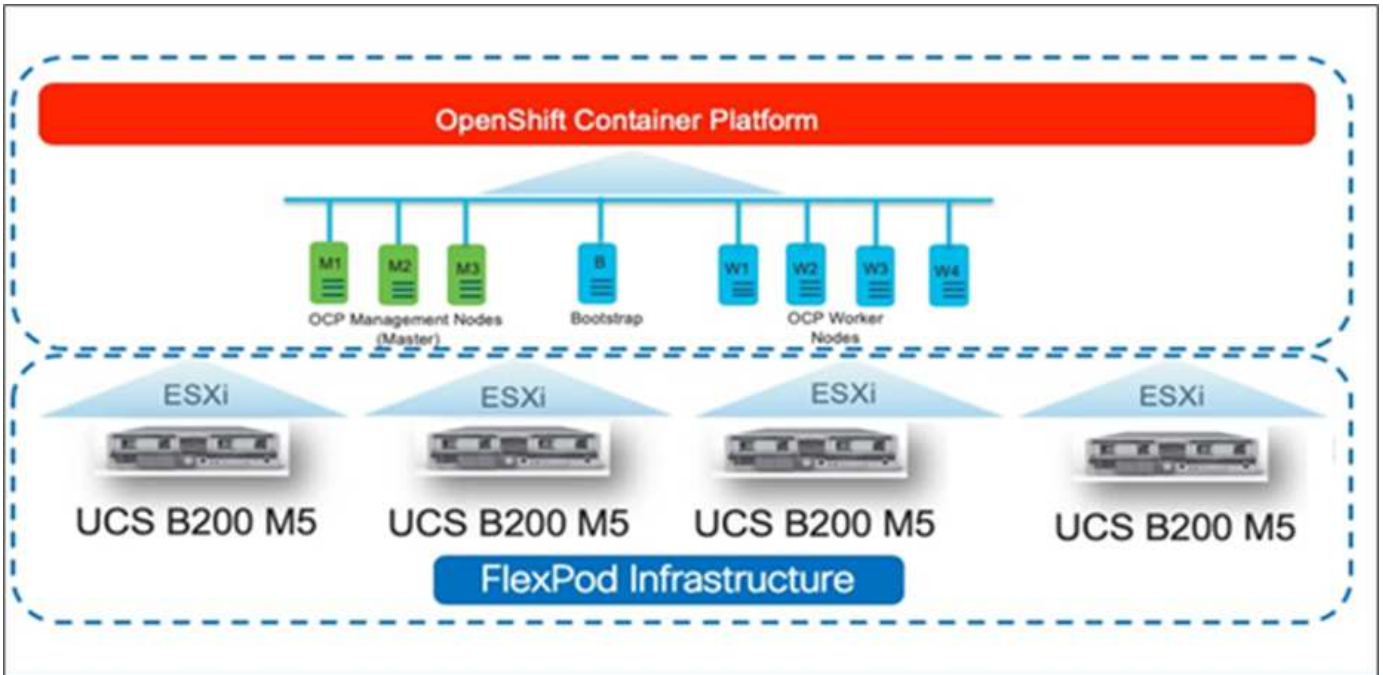 OpenShift Container Platform
M1 M2 M3 B W1 W2 W3 W4
OCP Management Nodes
(Master)
Bootstrap
OCP Worker
Nodes
ESXi ESXi ESXi ESXi
UCS B200 M5 UCS B200 M5 UCS B200 M5 UCS B200 M5
FlexPod Infrastructure